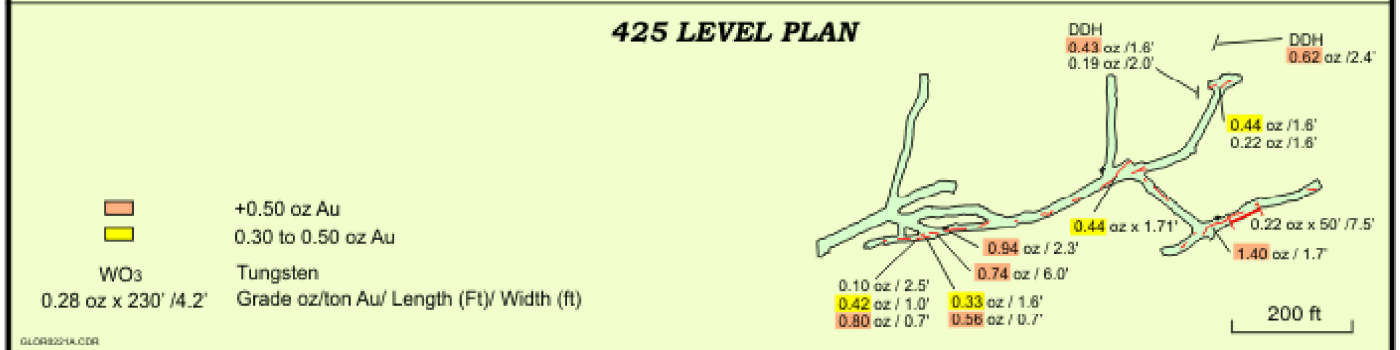 425 LEVEL PLAN
DDH
0.43 oz /1.6'
0.19 oz /2.0'
DDH
0.62 oz /2.4'
0.44 oz /1.6'
0.22 oz /1.6'
+0.50 oz Au
0.30 to 0.50 oz Au
WO3 Tungsten
0.28 oz x 230' /4.2' Grade oz/ton Au/ Length (Ft)/ Width (ft)
0.44 oz x 1.71'
0.22 oz x 50' /7.5'
0.94 oz / 2.3'
1.40 oz / 1.7'
0.74 oz / 6.0'
0.10 oz / 2.5'
0.42 oz / 1.0'
0.80 oz / 0.7'
0.33 oz / 1.6'
0.56 oz / 0.7'
200 ft
GLOR0221A.CDR